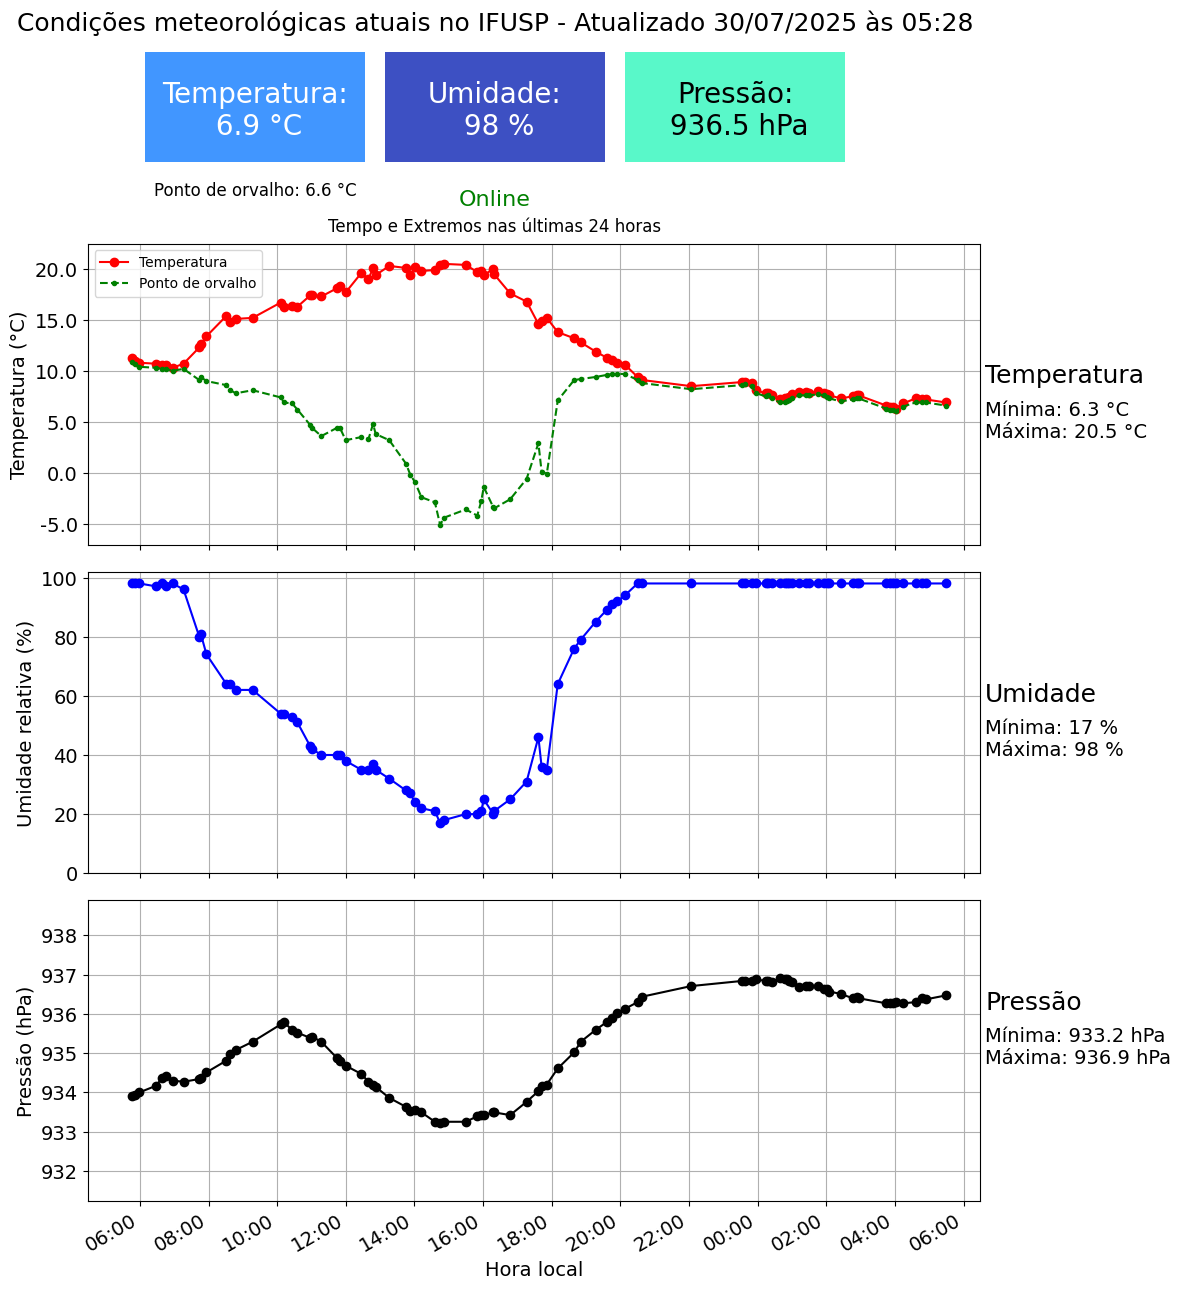 Condições meteorológicas atuais no IFUSP - Atualizado 30/07/2025 às 05:28
Temperatura:
6.9 °C
Umidade:
98 %
Pressão:
936.5 hPa
Ponto de orvalho: 6.6 °C
Online
Tempo e Extremos nas últimas 24 horas
Temperatura (°C)
20.0
15.0
10.0
5.0
0.0
-5.0
Temperatura
Ponto de orvalho
Temperatura
Mínima: 6.3 °C
Máxima: 20.5 °C
Umidade relativa (%)
100
80
60
40
20
0
Umidade
Mínima: 17 %
Máxima: 98 %
Pressão (hPa)
938
937
936
935
934
933
932
Pressão
Mínima: 933.2 hPa
Máxima: 936.9 hPa
06:00 08:00 10:00 12:00 14:00 16:00 18:00 20:00 22:00 00:00 02:00 04:00 06:00
Hora local